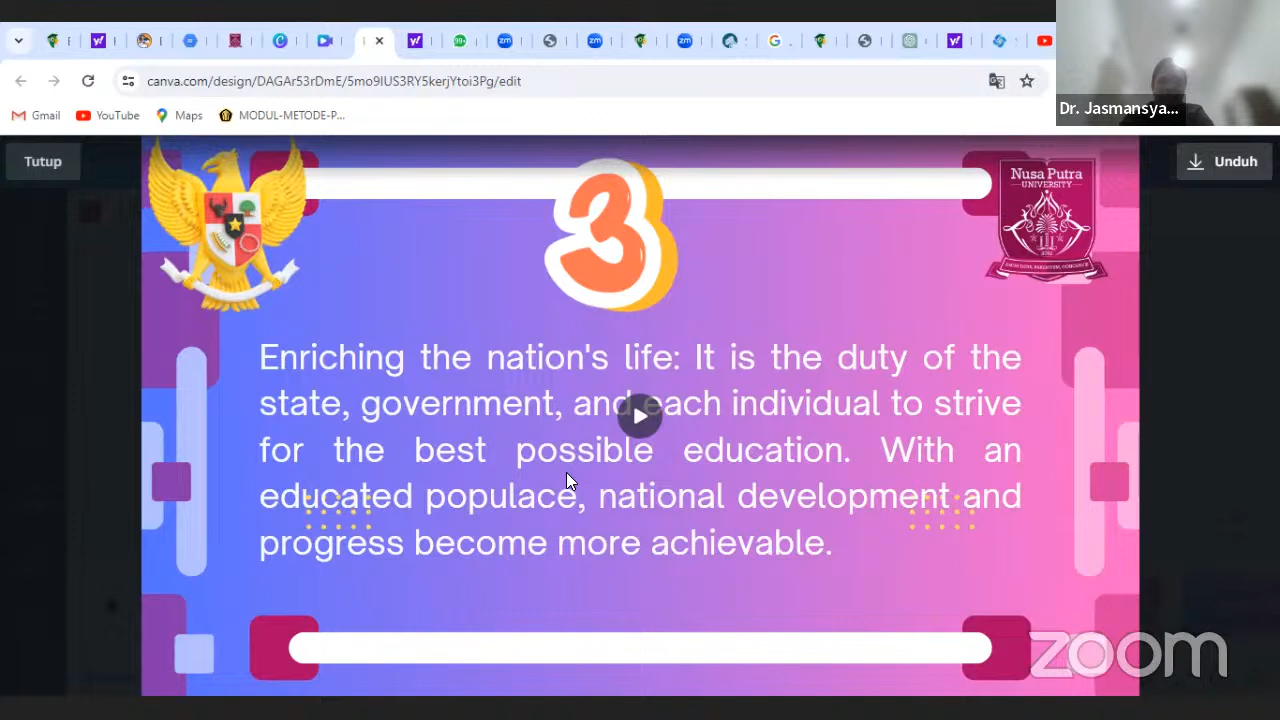 canva.com/design/DAGAr53rDmE/5mo9IUS3RY5kerjYtoi3Pg/edit
Gmail
YouTube
Maps
MODUL-METODE-P...
Dr. Jasmansya...
Tutup
Unduh
Nusa Putra
UNIVERSITY
3
Enriching the nation's life: It is the duty of the
state, government, and each individual to strive
for the best possible education. With an
educated populace, national development and
progress become more achievable.
zoom